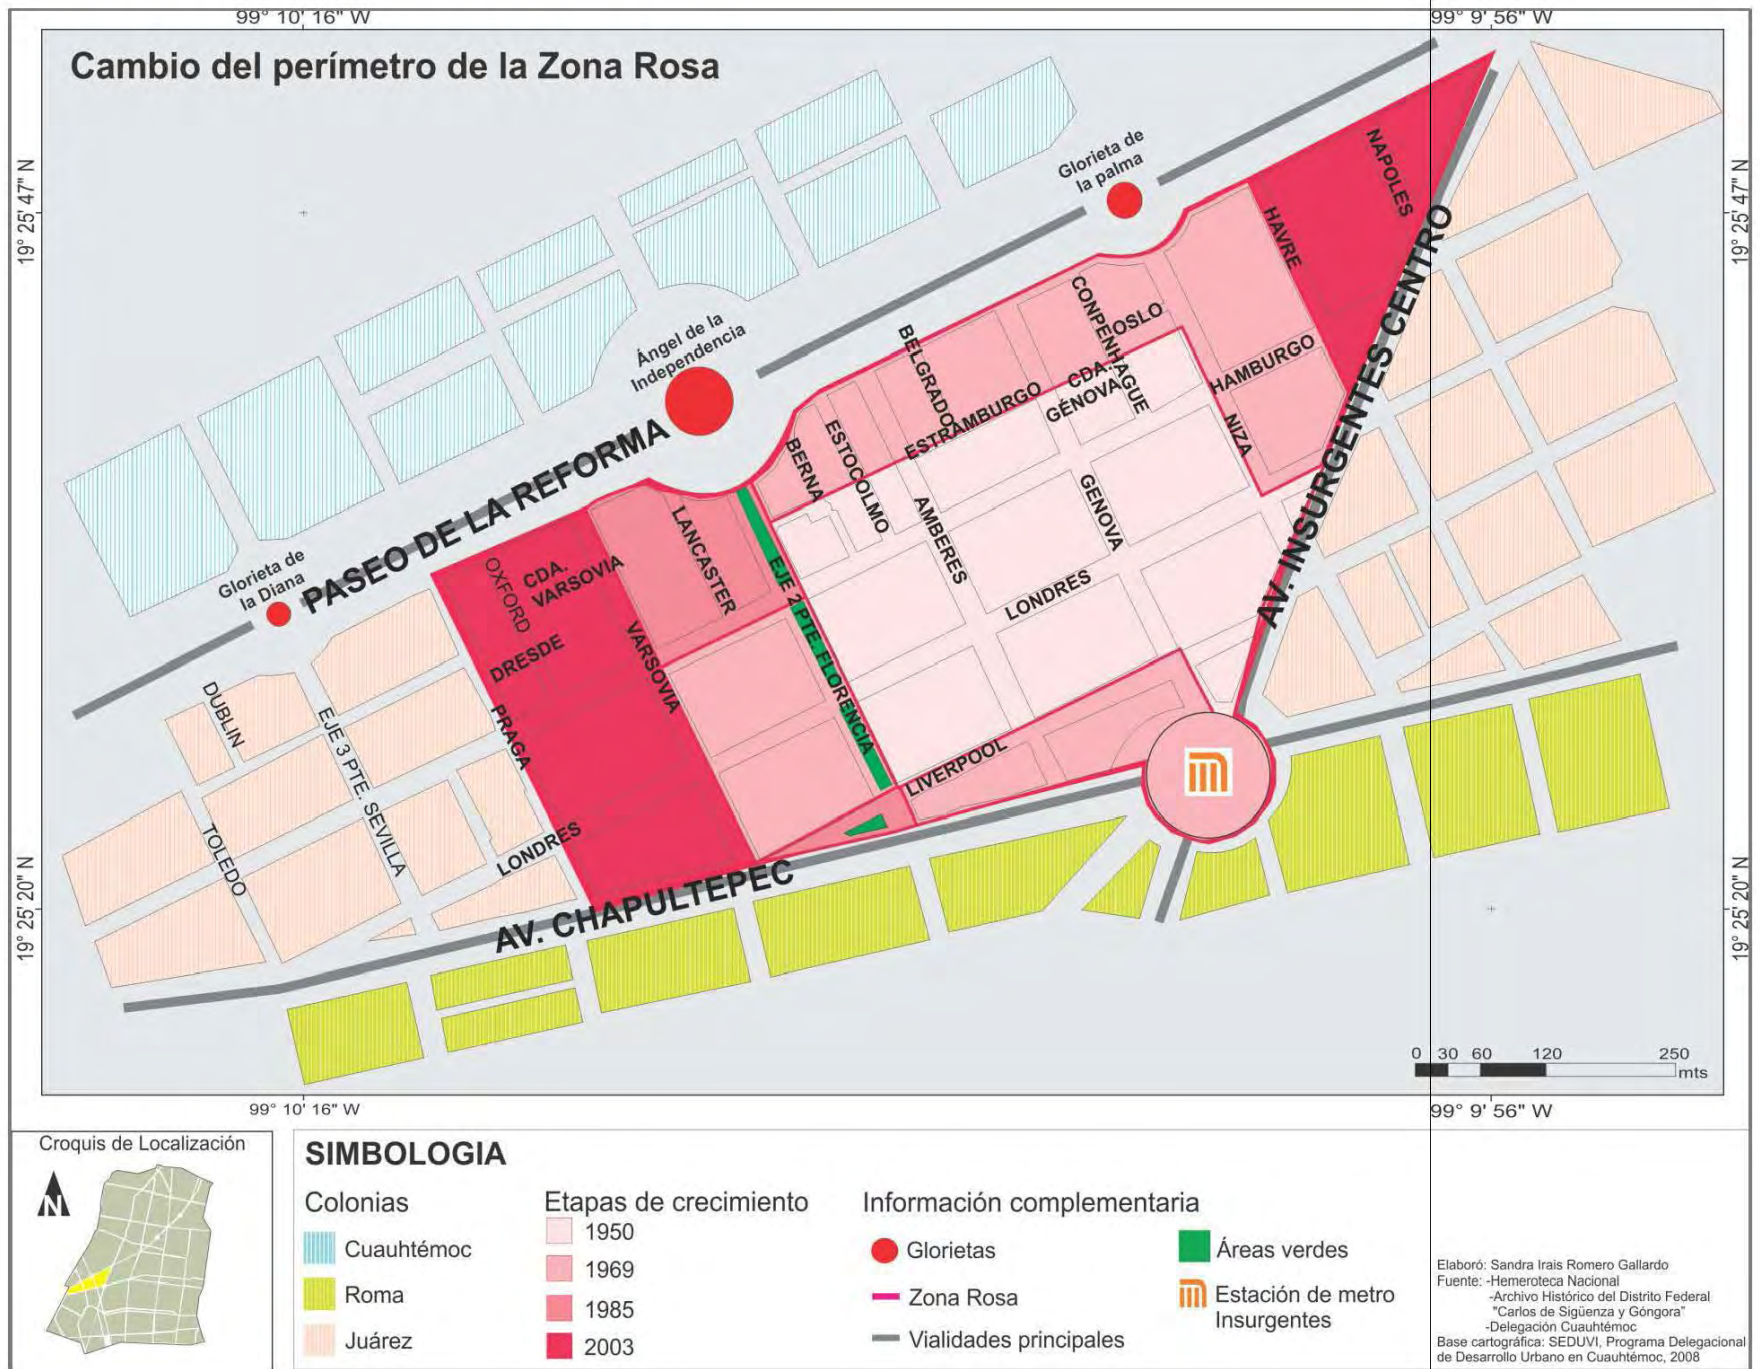 99° 10' 16" W
99° 9' 56" W
Cambio del perímetro de la Zona Rosa
19° 25' 47" N
19° 25' 47" N
Glorieta de
la palma
NAPOLES
HAVRE
Ángel de la
Independencia
CONPENHAGUE
OSLO
CDA.
GÉNOVA
BELGRADO
ESTRAMBURGO
HAMBURGO
NIZA
AV. INSURGENTES CENTRO
PASEO DE LA REFORMA
BERNA
ESTOCOLMO
AMBERES
GENOVA
LONDRES
LANCASTER
EJE 2 PTE. FLORENCIA
Glorieta de
la Diana
OXFORD
CDA.
VARSOVIA
DRESDE
VARSOVIA
PRAGA
DUBLIN
EJE 3 PTE. SEVILLA
TOLEDO
LONDRES
LIVERPOOL
AV. CHAPULTEPEC
19° 25' 20" N
19° 25' 20" N
0 30 60 120 250
mts
99° 10' 16" W
99° 9' 56" W
Croquis de Localización
N
SIMBOLOGIA
Colonias
Cuauhtémoc
Roma
Juárez
Etapas de crecimiento
1950
1969
1985
2003
Información complementaria
Glorietas
Zona Rosa
Vialidades principales
Áreas verdes
Estación de metro
Insurgentes
Elaboró: Sandra Irais Romero Gallardo
Fuente: -Hemeroteca Nacional
-Archivo Histórico del Distrito Federal
"Carlos de Sigüenza y Góngora"
-Delegación Cuauhtémoc
Base cartográfica: SEDUVI, Programa Delegacional
de Desarrollo Urbano en Cuauhtémoc, 2008